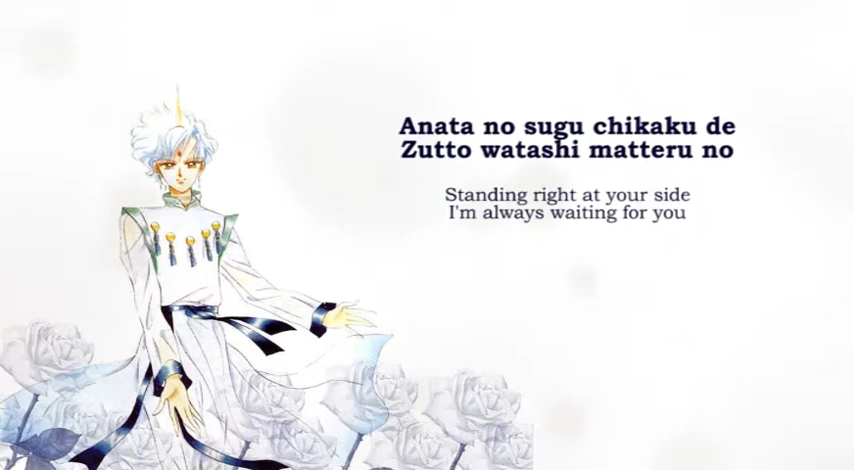 Anata no sugu chikaku de
Zutto watashi matteru no
Standing right at your side
I'm always waiting for you